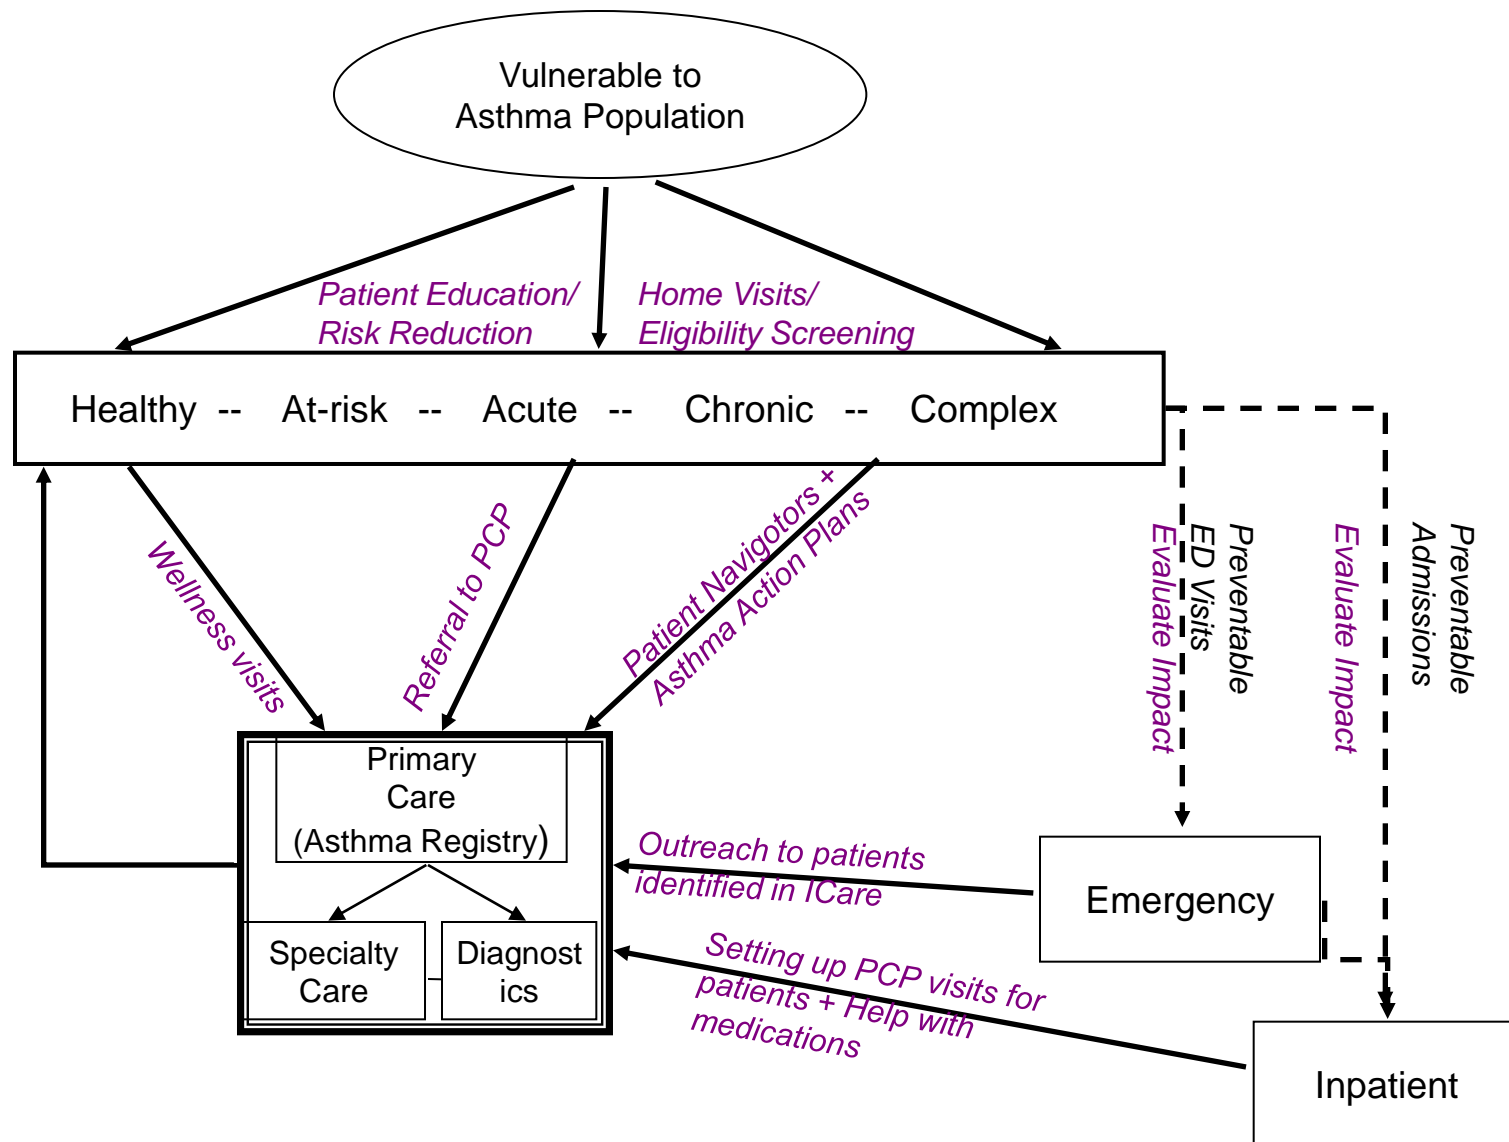 Vulnerable to
Asthma Population
Patient Education/
Risk Reduction
Home Visits/
Eligibility Screening
Healthy -- At-risk -- Acute -- Chronic -- Complex
Wellness visits
Referral to PCP
Patient Navigotors +
Asthma Action Plans
Preventable
ED Visits
Evaluate Impact
Preventable
Admissions
Evaluate Impact
Primary
Care
(Asthma Registry)
Specialty
Care
Diagnost
ics
Outreach to patients
identified in ICare
Emergency
Setting up PCP visits for
patients + Help with
medications
Inpatient